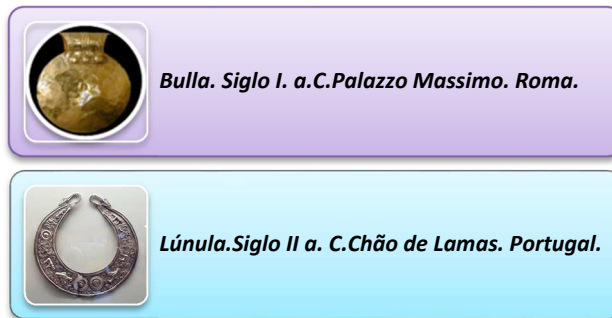 Bulla. Siglo I. a.C.Palazzo Massimo. Roma.
Lúnula.Siglo II a. C.Chão de Lamas. Portugal.